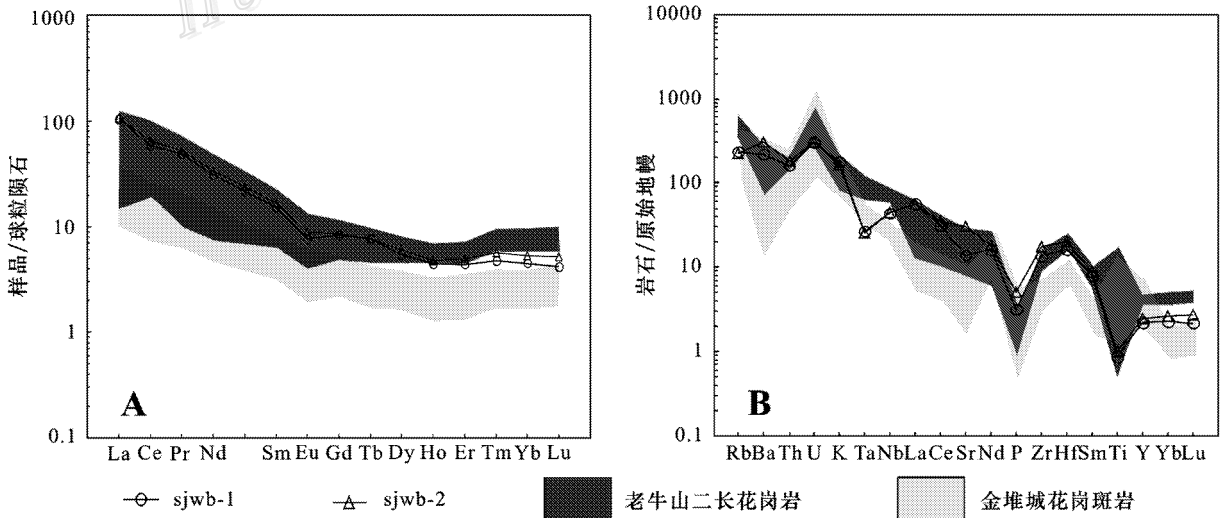 1000
100
10
1
0.1
样品/球粒陨石
A
La Ce Pr Nd Sm Eu Gd Tb Dy Ho Er Tm Yb Lu
10000
1000
100
10
1
0.1
岩石/原始地幔
B
Rb Ba Th U K Ta Nb La Ce Sr Nd P Zr Hf Sm Ti Y Yb Lu
sjwb-1 sjwb-2 老牛山二长花岗岩 金堆城花岗斑岩